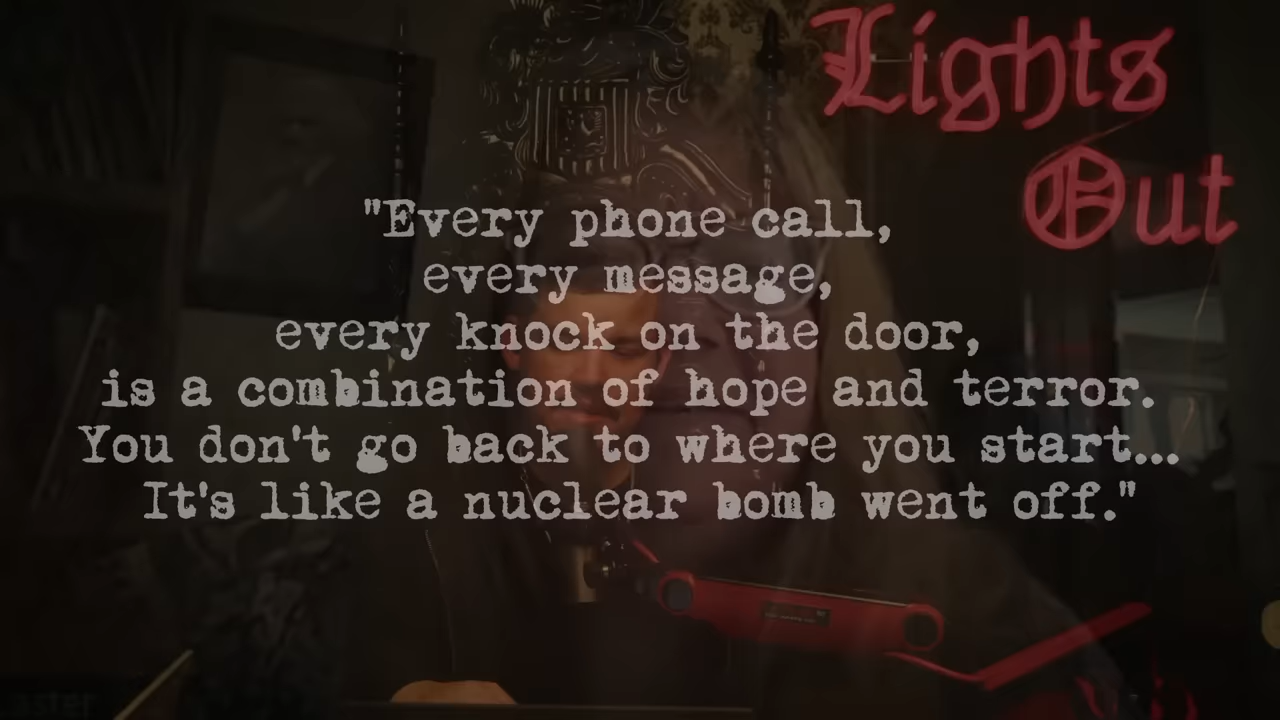 Lights
Out
"Every phone call,
every message,
every knock on the door,
is a combination of hope and terror.
You don't go back to where you start...
It's like a nuclear bomb went off."